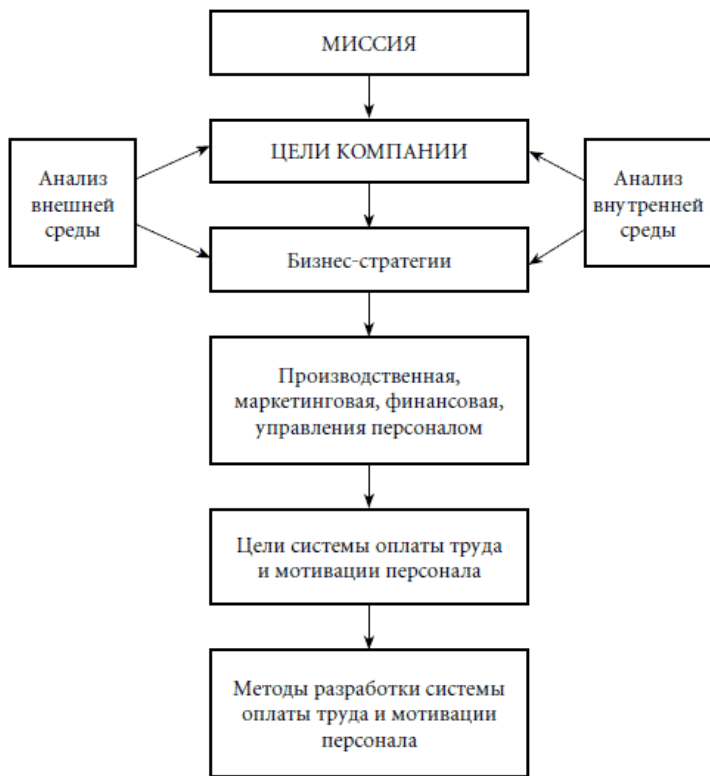 МИССИЯ
ЦЕЛИ КОМПАНИИ
Анализ
внешней
среды
Анализ
внутренней
среды
Бизнес-стратегии
Производственная,
маркетинговая, финансовая,
управления персоналом
Цели системы оплаты труда
и мотивации персонала
Методы разработки системы
оплаты труда и мотивации
персонала